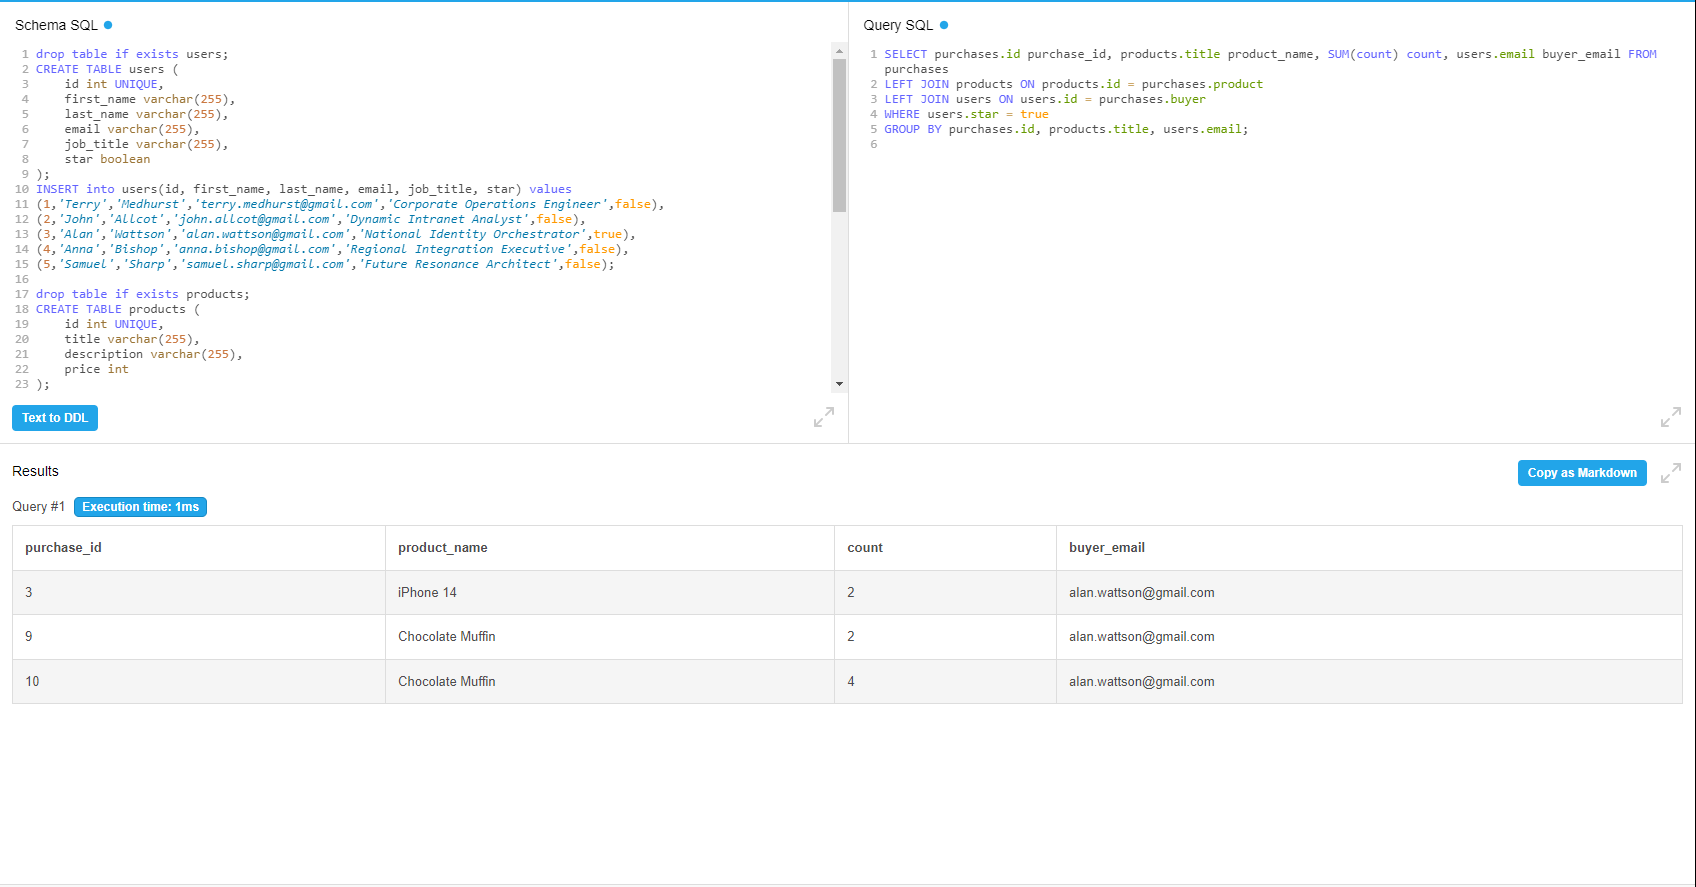 Schema SQL
1 drop table if exists users;
2 CREATE TABLE users (
3 id int UNIQUE,
4 first_name varchar(255),
5 last_name varchar(255),
6 email varchar(255),
7 job_title varchar(255),
8 star boolean
9 );
10 INSERT into users(id, first_name, last_name, email, job_title, star) values
11 (1,'Terry','Medhurst','terry.medhurst@gmail.com','Corporate Operations Engineer',false),
12 (2,'John','Allcot','john.allcot@gmail.com','Dynamic Intranet Analyst',false),
13 (3,'Alan','Wattson','alan.wattson@gmail.com','National Identity Orchestrator',true),
14 (4,'Anna','Bishop','anna.bishop@gmail.com','Regional Integration Executive',false),
15 (5,'Samuel','Sharp','samuel.sharp@gmail.com','Future Resonance Architect',false);
16
17 drop table if exists products;
18 CREATE TABLE products (
19 id int UNIQUE,
20 title varchar(255),
21 description varchar(255),
22 price int
23 );
Text to DDL
Query SQL
1 SELECT purchases.id purchase_id, products.title product_name, SUM(count) count, users.email buyer_email FROM
purchases
2 LEFT JOIN products ON products.id = purchases.product
3 LEFT JOIN users ON users.id = purchases.buyer
4 WHERE users.star = true
5 GROUP BY purchases.id, products.title, users.email;
6
Results
Copy as Markdown
Query #1 Execution time: 1ms
purchase_id product_name count buyer_email
3 iPhone 14 2 alan.wattson@gmail.com
9 Chocolate Muffin 2 alan.wattson@gmail.com
10 Chocolate Muffin 4 alan.wattson@gmail.com